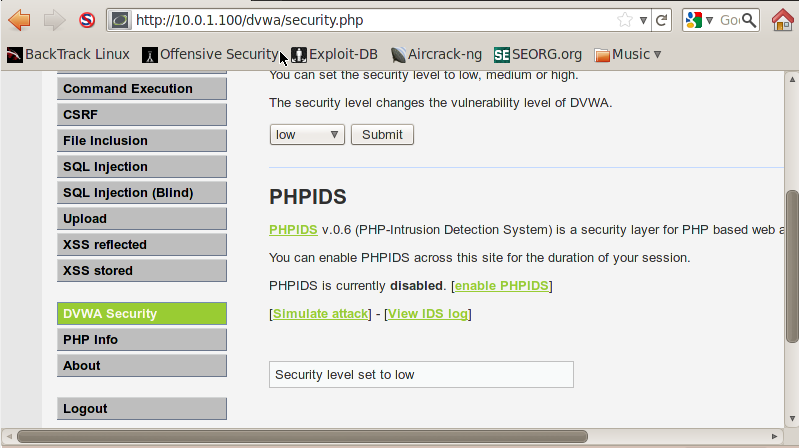 http://10.0.1.100/dvwa/security.php
BackTrack Linux Offensive Security Exploit-DB Aircrack-ng SEORG.org Music
You can set the security level to low, medium or high.
Command Execution
The security level changes the vulnerability level of DVWA.
CSRF
low Submit
File Inclusion
SQL Injection
SQL Injection (Blind)
Upload
XSS reflected
XSS stored
PHPIDS
PHPIDS v.0.6 (PHP-Intrusion Detection System) is a security layer for PHP based web
You can enable PHPIDS across this site for the duration of your session.
PHPIDS is currently disabled. [enable PHPIDS]
[Simulate attack] - [View IDS log]
DVWA Security
PHP Info
About
Security level set to low
Logout